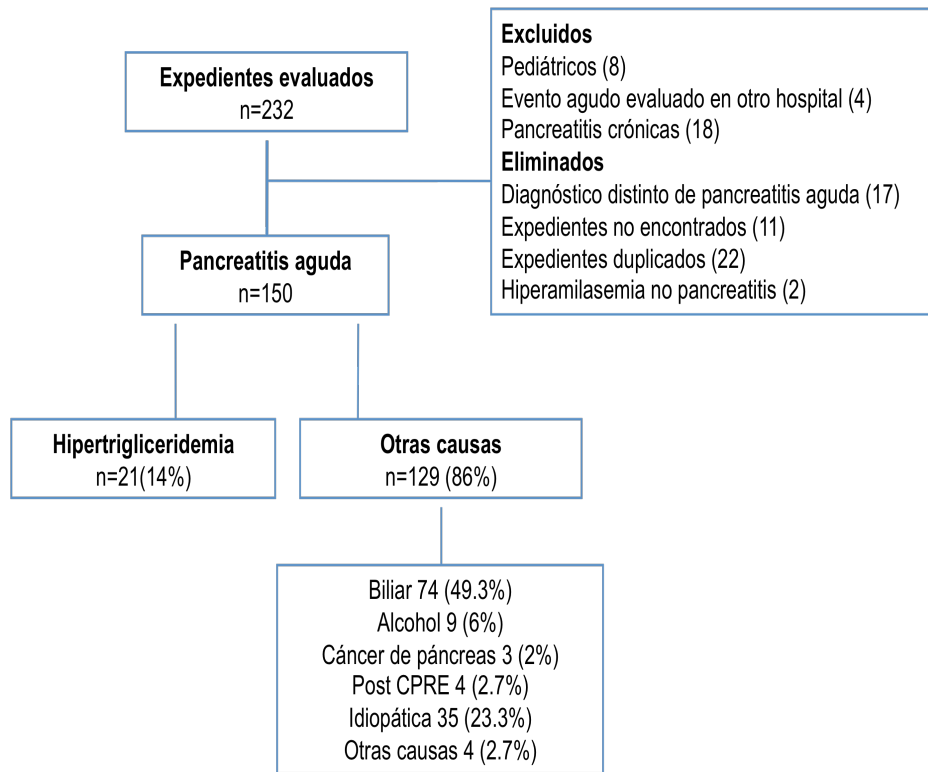 Expedientes evaluados
n=232
Excluidos
Pediátricos (8)
Evento agudo evaluado en otro hospital (4)
Pancreatitis crónicas (18)
Eliminados
Diagnóstico distinto de pancreatitis aguda (17)
Expedientes no encontrados (11)
Expedientes duplicados (22)
Hiperamilasemia no pancreatitis (2)
Pancreatitis aguda
n=150
Hipertrigliceridemia
n=21(14%)
Otras causas
n=129 (86%)
Biliar 74 (49.3%)
Alcohol 9 (6%)
Cáncer de páncreas 3 (2%)
Post CPRE 4 (2.7%)
Idiopática 35 (23.3%)
Otras causas 4 (2.7%)